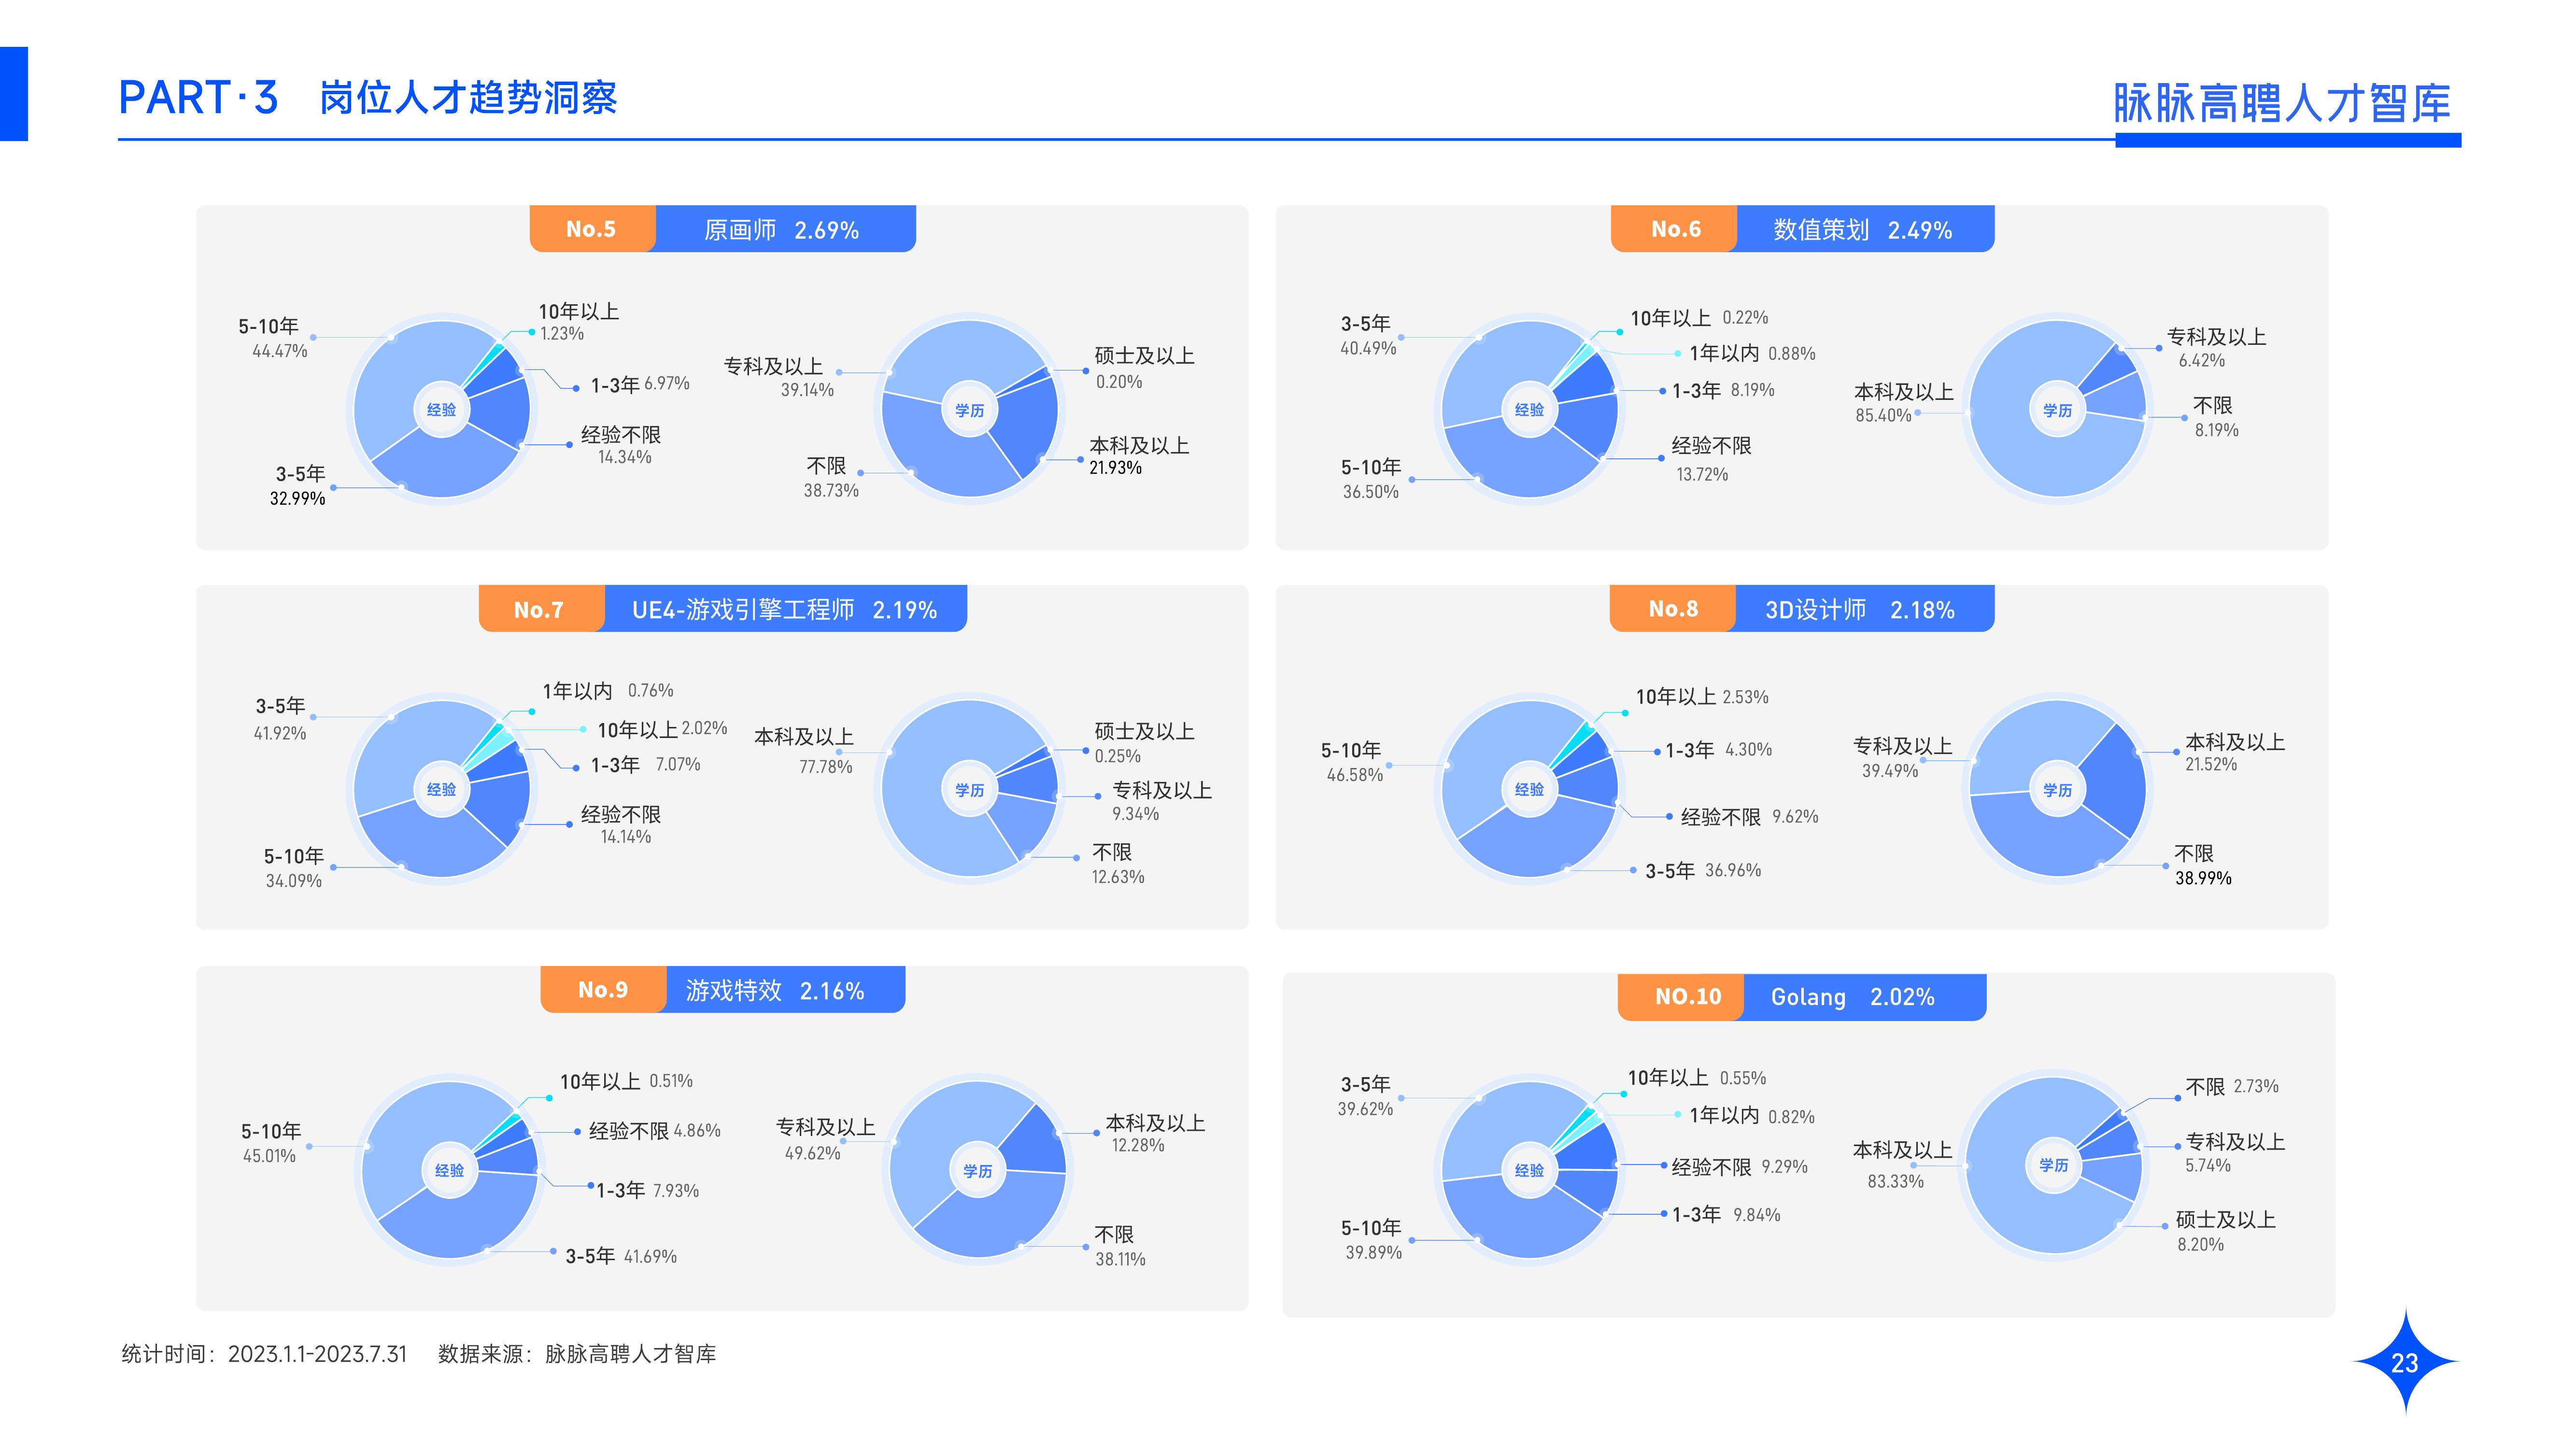 PART·3 岗位人才趋势洞察
脉脉高聘人才智库
No.5 原画师 2.69%
5-10年
44.47%
10年以上
1.23%
1-3年 6.97%
经验不限
14.34%
3-5年
32.99%
经验
专科及以上
39.14%
硕士及以上
0.20%
本科及以上
21.93%
不限
38.73%
学历
No.6 数值策划 2.49%
3-5年
40.49%
10年以上 0.22%
1年以内 0.88%
1-3年 8.19%
经验不限
13.72%
5-10年
36.50%
经验
本科及以上
85.40%
专科及以上
6.42%
不限
8.19%
学历
No.7 UE4-游戏引擎工程师 2.19%
3-5年
41.92%
1年以内 0.76%
10年以上 2.02%
1-3年 7.07%
经验不限
14.14%
5-10年
34.09%
经验
本科及以上
77.78%
硕士及以上
0.25%
专科及以上
9.34%
不限
12.63%
学历
No.8 3D设计师 2.18%
5-10年
46.58%
10年以上 2.53%
1-3年 4.30%
经验不限 9.62%
3-5年 36.96%
经验
专科及以上
39.49%
本科及以上
21.52%
不限
38.99%
学历
No.9 游戏特效 2.16%
5-10年
45.01%
10年以上 0.51%
经验不限 4.86%
1-3年 7.93%
3-5年 41.69%
经验
专科及以上
49.62%
本科及以上
12.28%
不限
38.11%
学历
NO.10 Golang 2.02%
3-5年
39.62%
10年以上 0.55%
1年以内 0.82%
经验不限 9.29%
1-3年 9.84%
5-10年
39.89%
经验
本科及以上
83.33%
不限 2.73%
专科及以上
5.74%
硕士及以上
8.20%
学历
统计时间：2023.1.1-2023.7.31 数据来源：脉脉高聘人才智库
23